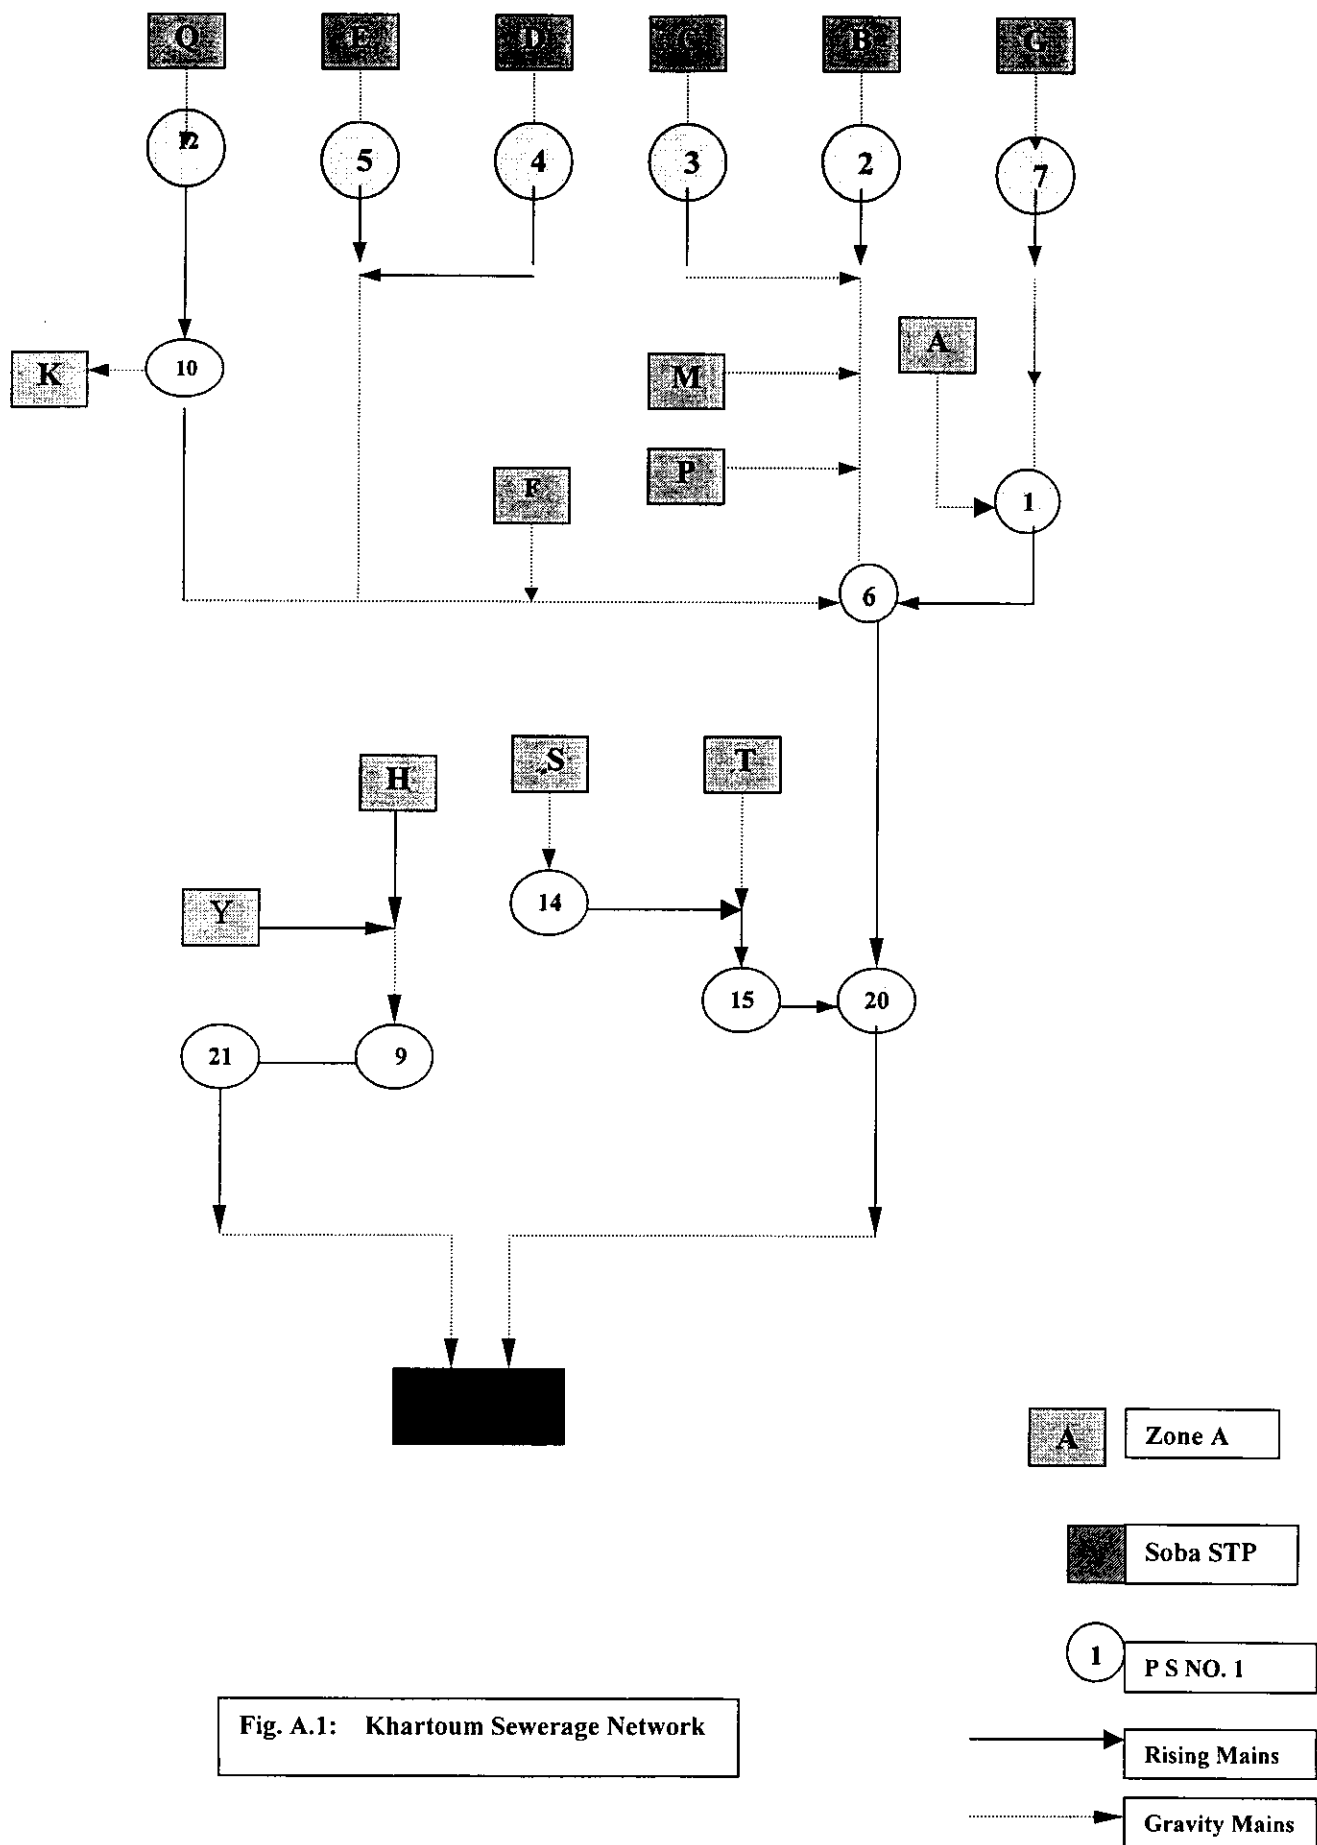 Q E D C B G
12 5 4 3 2 7
A
K 10 M
F P 1
6
H S T
Y 14
15 20
21 9
A Zone A
Soba STP
1 P S NO. 1
Fig. A.1: Khartoum Sewerage Network
Rising Mains
Gravity Mains